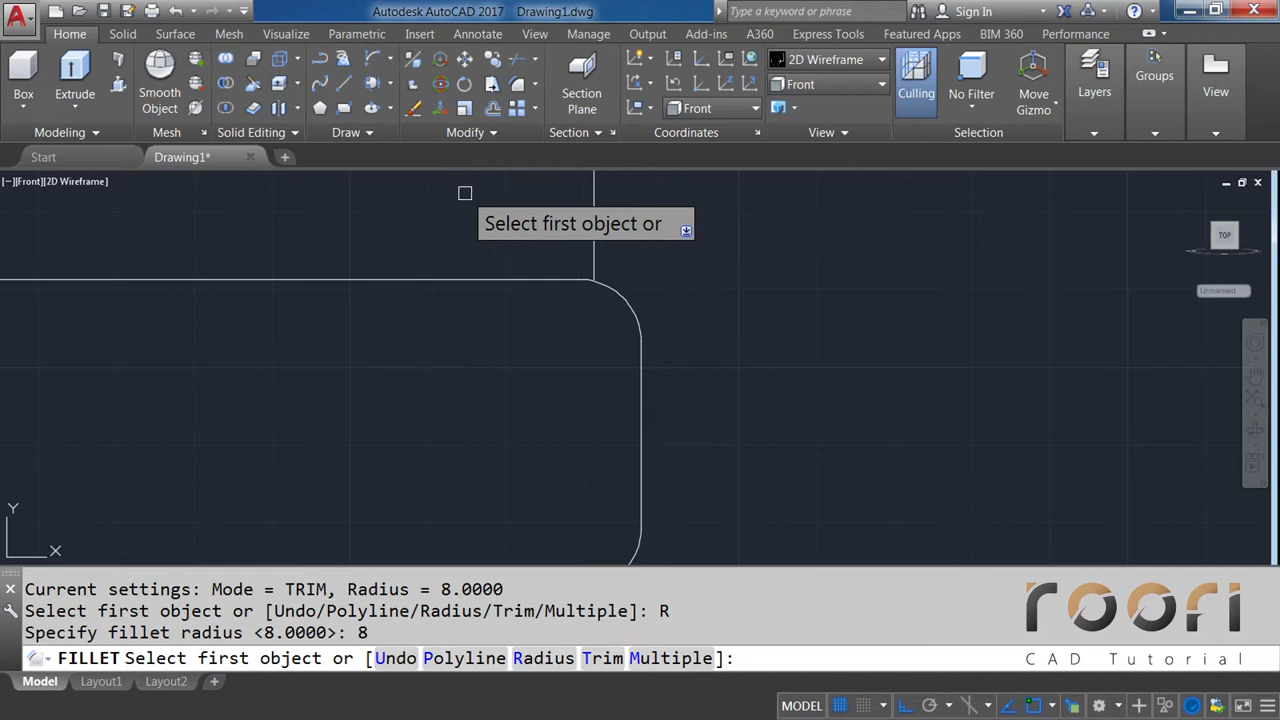 Autodesk AutoCAD 2017 Drawing1.dwg
Type a keyword or phrase
Sign In
Home Solid Surface Mesh Visualize Parametric Insert Annotate View Manage Output Add-ins A360 Express Tools Featured Apps BIM 360 Performance
Box
Extrude
Smooth
Object
Section
Plane
2D Wireframe
Front
Front
Culling
No Filter
Move
Gizmo
Layers
Groups
View
Modeling Mesh Solid Editing Draw Modify Section Coordinates View Selection
Start Drawing1*
[−][Front][2D Wireframe]
Select first object or
TOP
Unnamed
Y
X
Current settings: Mode = TRIM, Radius = 8.0000
Select first object or [Undo/Polyline/Radius/Trim/Multiple]: R
Specify fillet radius <8.0000>: 8
FILLET Select first object or [Undo Polyline Radius Trim Multiple]:
roofi
CAD Tutorial
Model Layout1 Layout2
MODEL